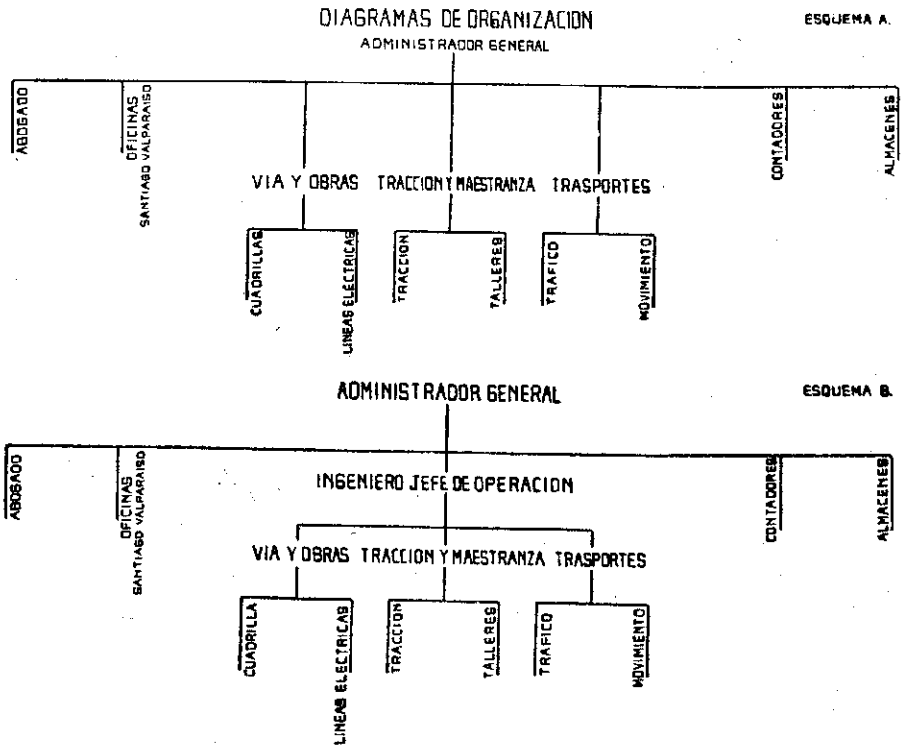 DIAGRAMAS DE ORGANIZACION
ESQUEMA A.
ADMINISTRADOR GENERAL
ABOGADO
OFICINAS
SANTIAGO VALPARAISO
CONTADORES
ALMACENES
VIA Y OBRAS
TRACCION Y MAESTRANZA
TRASPORTES
CUADRILLAS
LINEAS ELECTRICAS
TRACCION
TALLERES
TRAFICO
MOVIMIENTO
ADMINISTRADOR GENERAL
ESQUEMA B.
ABOGADO
OFICINAS
SANTIAGO VALPARAISO
CONTADORES
ALMACENES
INGENIERO JEFE DE OPERACION
VIA Y OBRAS
TRACCION Y MAESTRANZA
TRASPORTES
CUADRILLA
LINEAS ELECTRICAS
TRACCION
TALLERES
TRAFICO
MOVIMIENTO